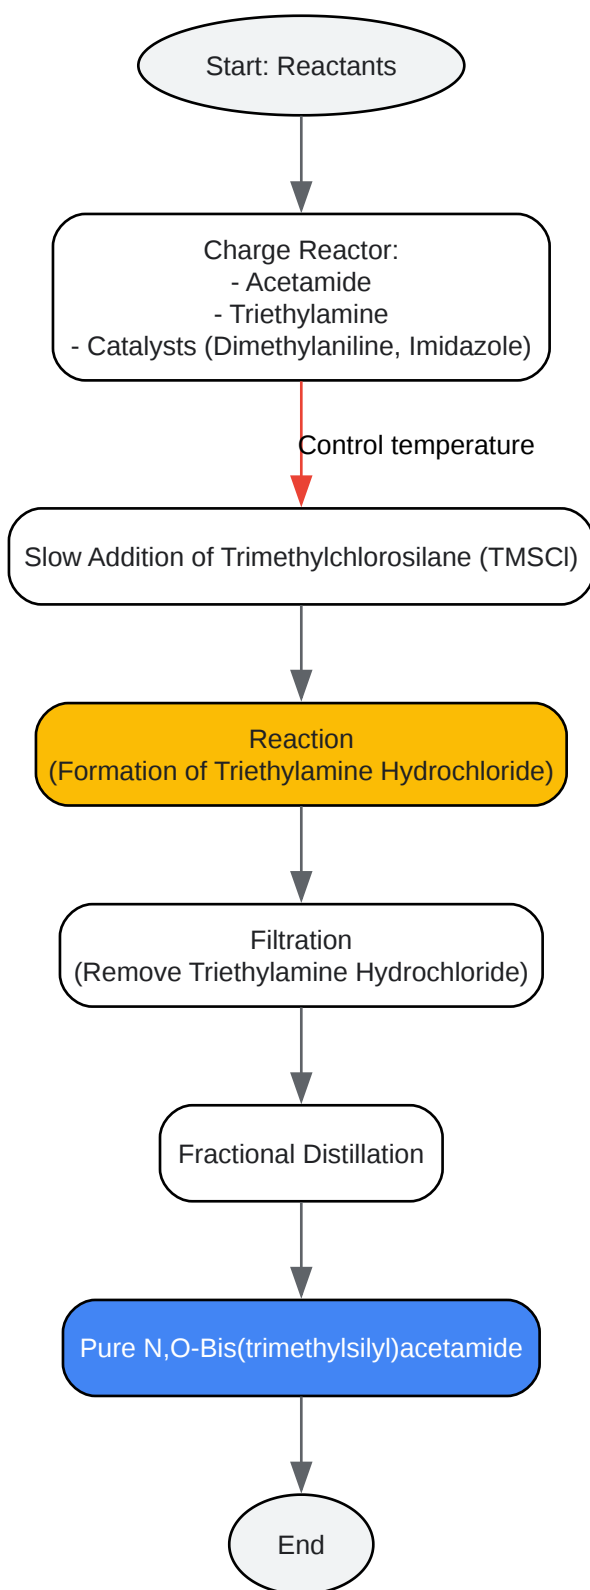 Start: Reactants
Charge Reactor:
- Acetamide
- Triethylamine
- Catalysts (Dimethylaniline, Imidazole)
Control temperature
Slow Addition of Trimethylchlorosilane (TMSCl)
Reaction
(Formation of Triethylamine Hydrochloride)
Filtration
(Remove Triethylamine Hydrochloride)
Fractional Distillation
Pure N,O-Bis(trimethylsilyl)acetamide
End